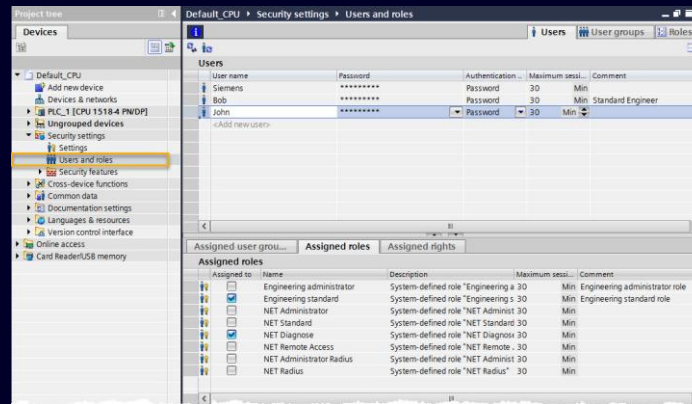 Project tree
Devices
Default_CPU
Add new device
Devices & networks
PLC_1 [CPU 1518-4 PN/DP]
Ungrouped devices
Security settings
Settings
Users and roles
Security features
Cross-device functions
Common data
Documentation settings
Languages & resources
Version control interface
Online access
Card Reader/USB memory
Default_CPU ▸ Security settings ▸ Users and roles
Users User groups Roles
Users
User name Password Authentication .. Maximum sessi.. Comment
Siemens ********* Password 30 Min
Bob ********* Password 30 Min Standard Engineer
John ********* Password 30 Min
<Add new user>
Assigned user grou... Assigned roles Assigned rights
Assigned roles
Assigned to Name Description Maximum sessi... Comment
Engineering administrator System-defined role "Engineering a 30 Min Engineering administrator role
Engineering standard System-defined role "Engineering s 30 Min Engineering standard role
NET Administrator System-defined role "NET Administ 30 Min
NET Standard System-defined role "NET Standard 30 Min
NET Diagnose System-defined role "NET Diagnos 30 Min
NET Remote Access System-defined role "NET Remote . 30 Min
NET Administrator Radius System-defined role "NET Administ 30 Min
NET Radius System-defined role "NET Radius" 30 Min